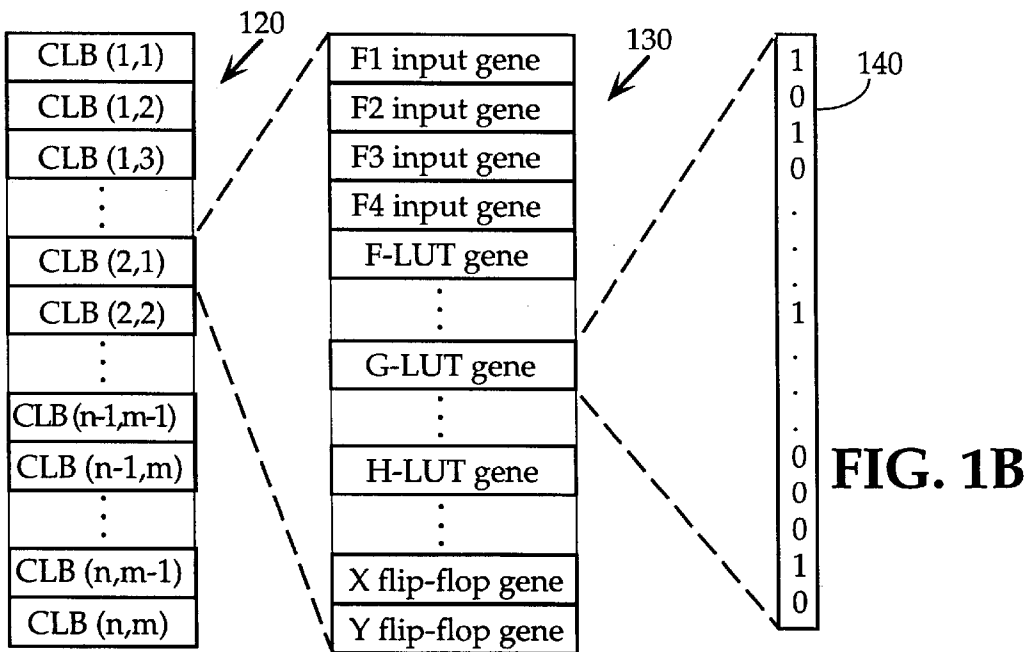 120
CLB (1,1)
CLB (1,2)
CLB (1,3)
CLB (2,1)
CLB (2,2)
CLB (n-1,m-1)
CLB (n-1,m)
CLB (n,m-1)
CLB (n,m)
130
F1 input gene
F2 input gene
F3 input gene
F4 input gene
F-LUT gene
G-LUT gene
H-LUT gene
X flip-flop gene
Y flip-flop gene
140
1
0
1
0
1
0
0
0
1
0
FIG. 1B